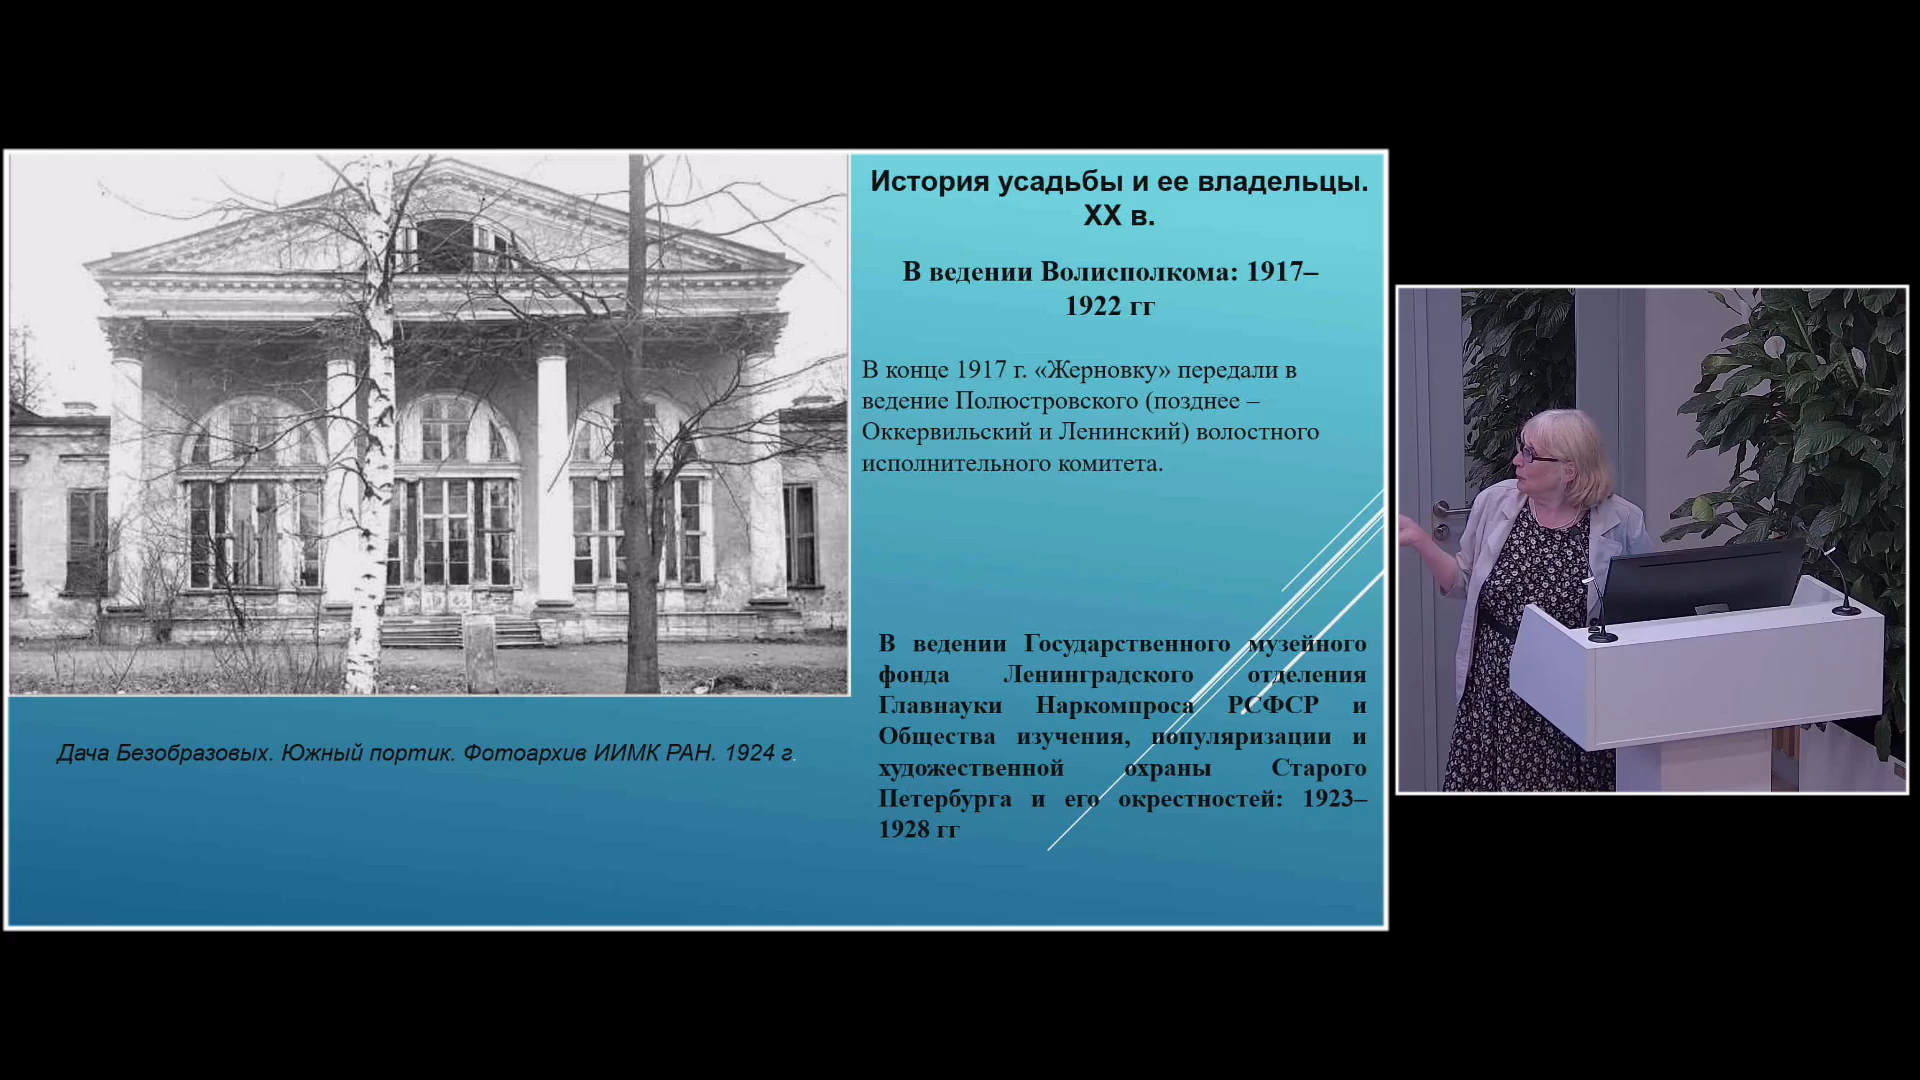 История усадьбы и ее владельцы.
XX в.
В ведении Волисполкома: 1917–
1922 гг
В конце 1917 г. «Жерновку» передали в
ведение Полюстровского (позднее –
Оккервильский и Ленинский) волостного
исполнительного комитета.
В ведении Государственного музейного
фонда Ленинградского отделения
Главнауки Наркомпроса РСФСР и
Общества изучения, популяризации и
художественной охраны Старого
Петербурга и его окрестностей: 1923–
1928 гг
Дача Безобразовых. Южный портик. Фотоархив ИИМК РАН. 1924 г.